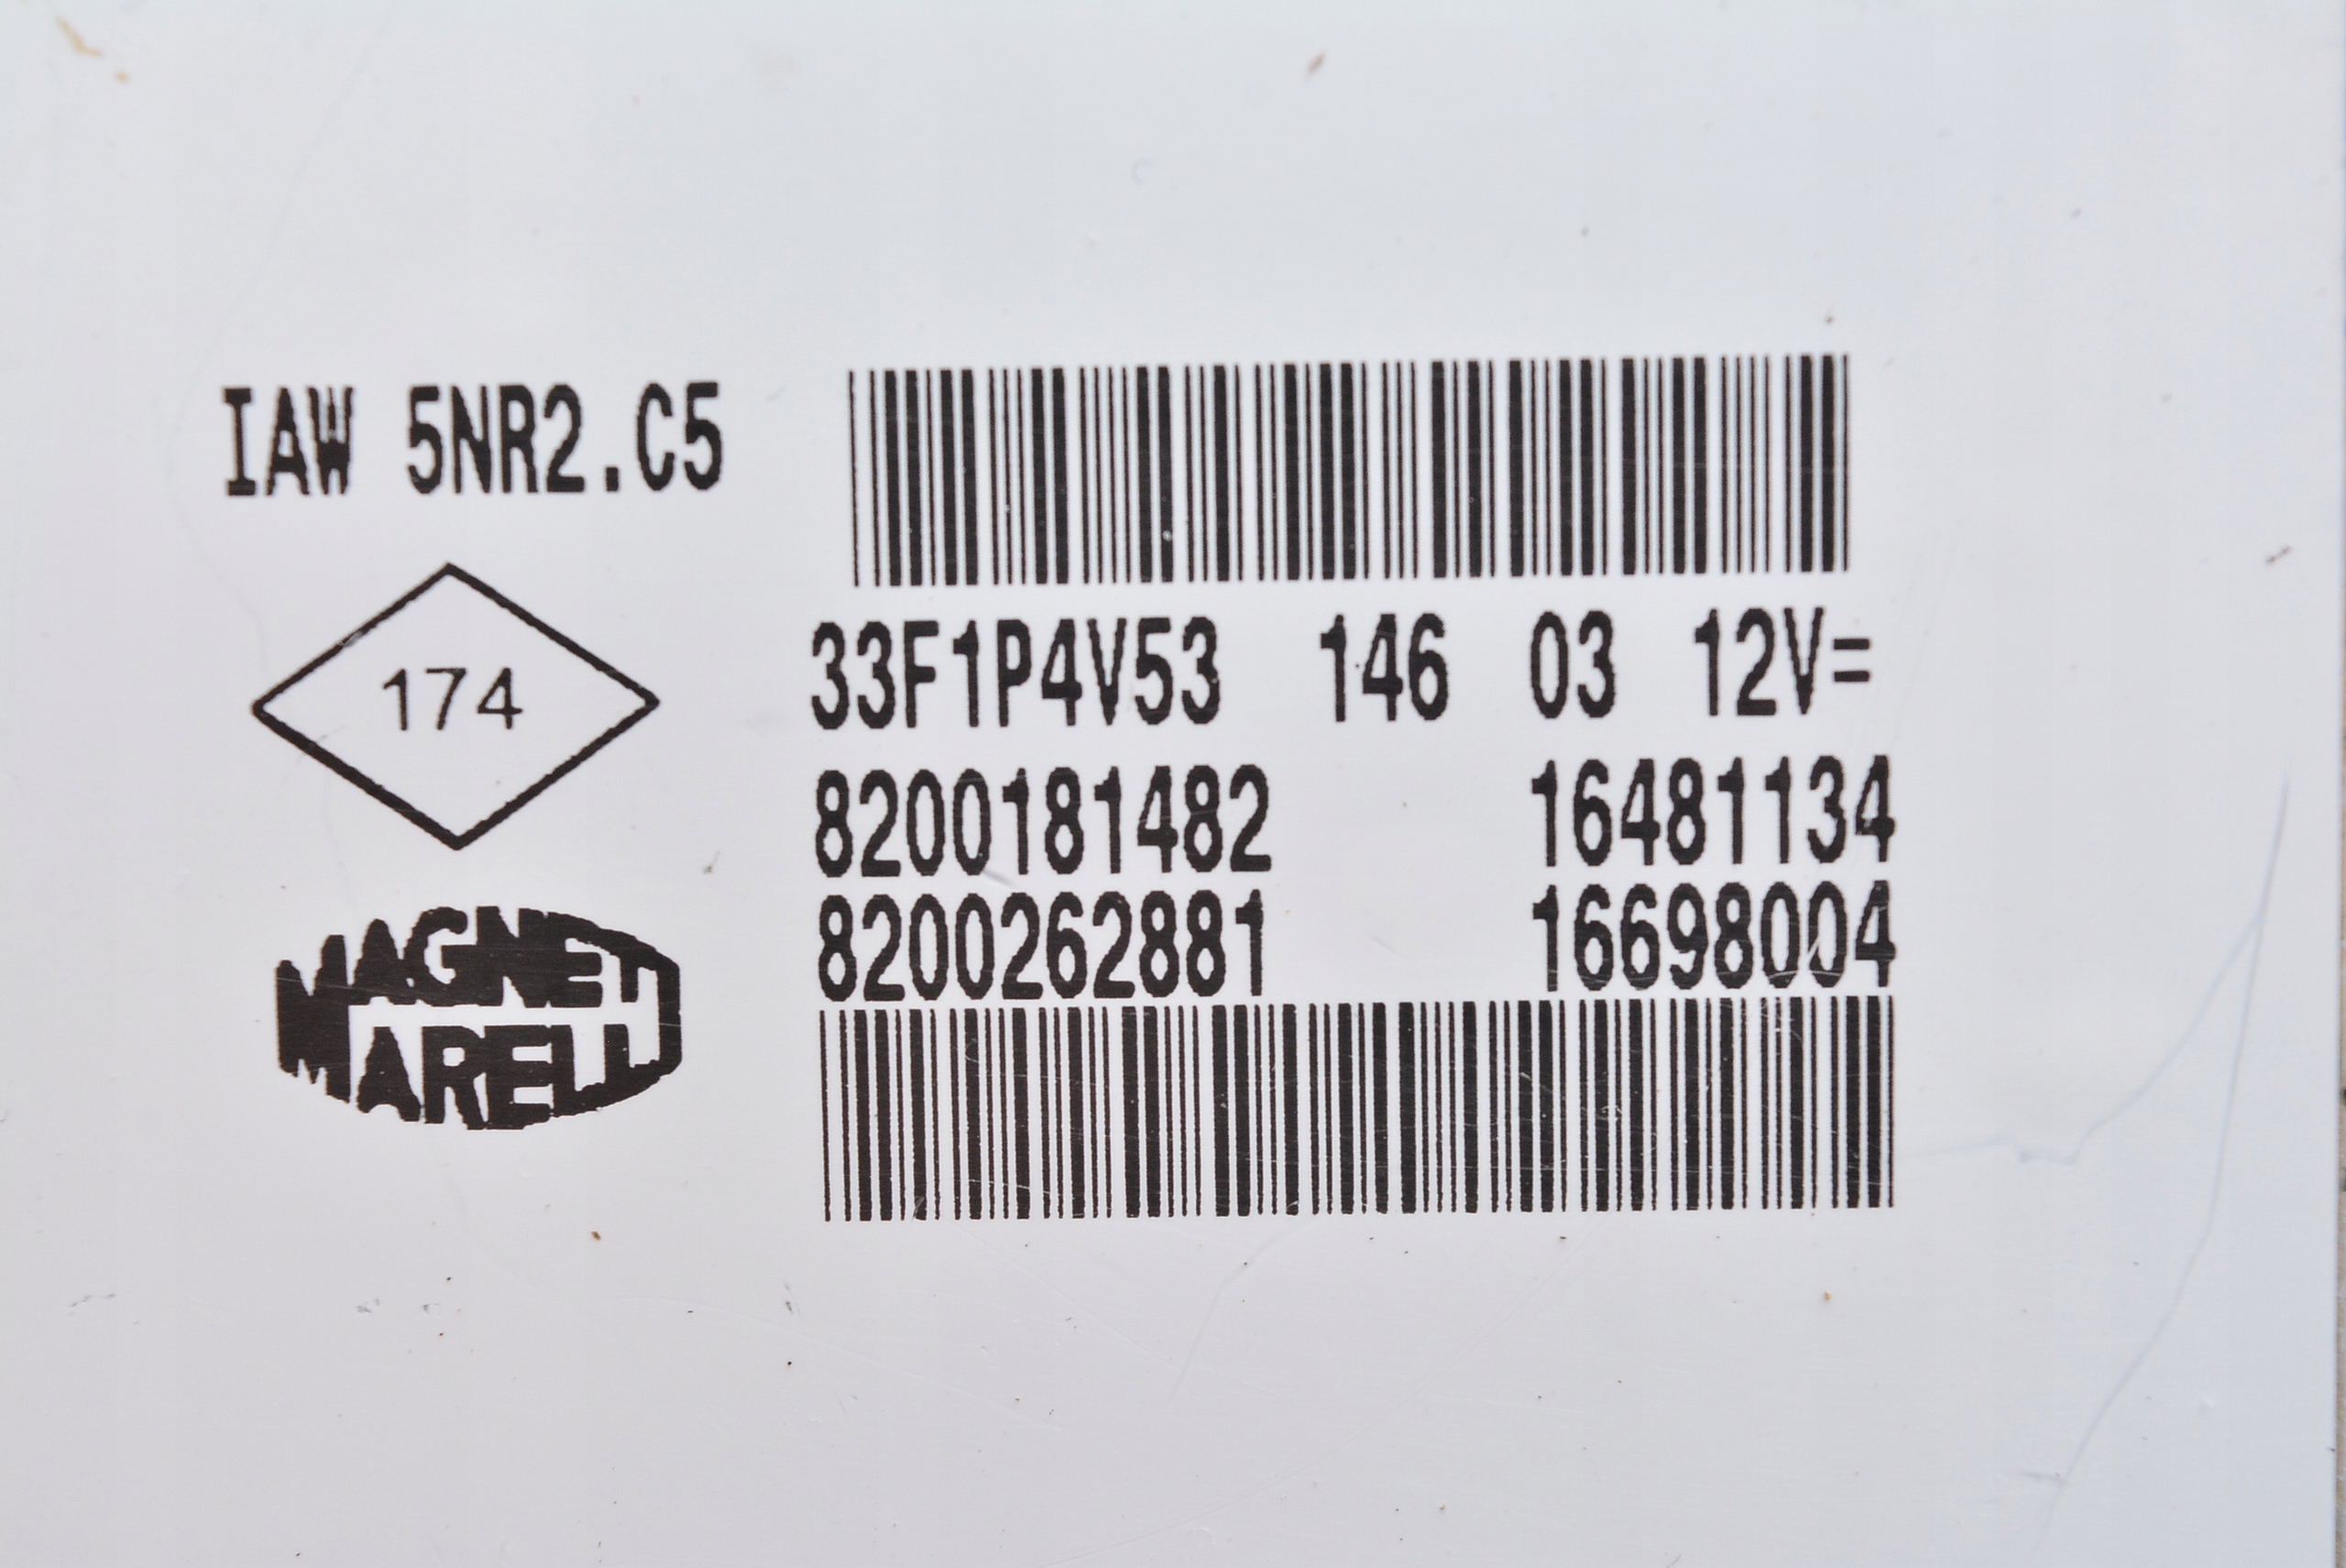 IAW 5NR2.C5
174
MAGNETI
MARELLI
33F1P4V53 146 03 12V=
8200181482 16481134
8200262881 16698004